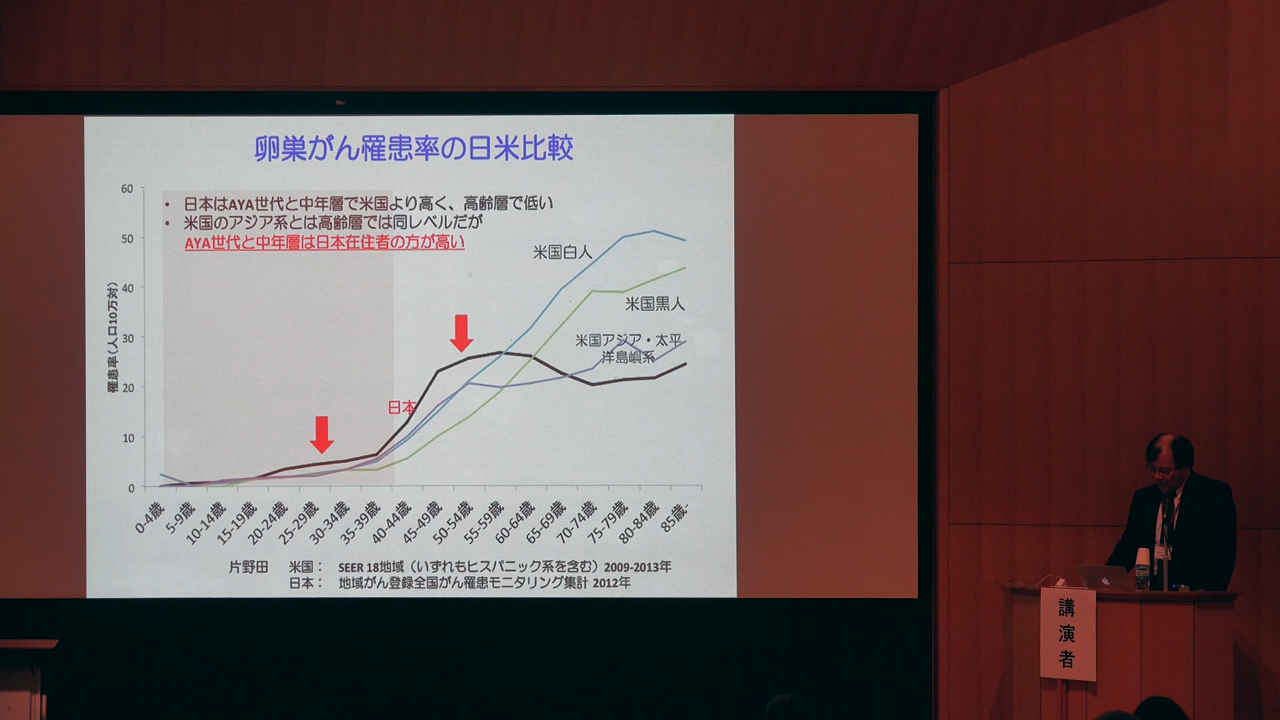 卵巣がん罹患率の日米比較
• 日本はAYA世代と中年層で米国より高く、高齢層で低い
• 米国のアジア系とは高齢層では同レベルだが
AYA世代と中年層は日本在住者の方が高い
罹患率(人口10万対)
60
50
40
30
20
10
0
米国白人
米国黒人
米国アジア・太平
洋島嶼系
日本
0-4歳
5-9歳
10-14歳
15-19歳
20-24歳
25-29歳
30-34歳
35-39歳
40-44歳
45-49歳
50-54歳
55-59歳
60-64歳
65-69歳
70-74歳
75-79歳
80-84歳
85歳-
片野田 米国： SEER 18地域（いずれもヒスパニック系を含む）2009-2013年
日本： 地域がん登録全国がん罹患モニタリング集計 2012年
講
演
者